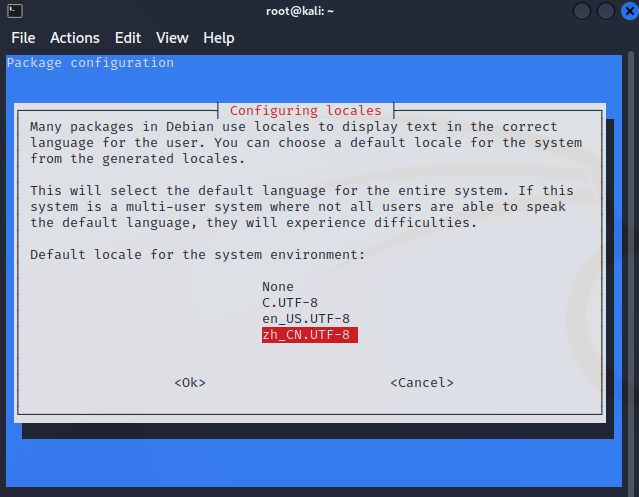 root@kali: ~
File Actions Edit View Help
Package configuration
Configuring locales
Many packages in Debian use locales to display text in the correct
language for the user. You can choose a default locale for the system
from the generated locales.
This will select the default language for the entire system. If this
system is a multi-user system where not all users are able to speak
the default language, they will experience difficulties.
Default locale for the system environment:
None
C.UTF-8
en_US.UTF-8
zh_CN.UTF-8
<Ok> <Cancel>